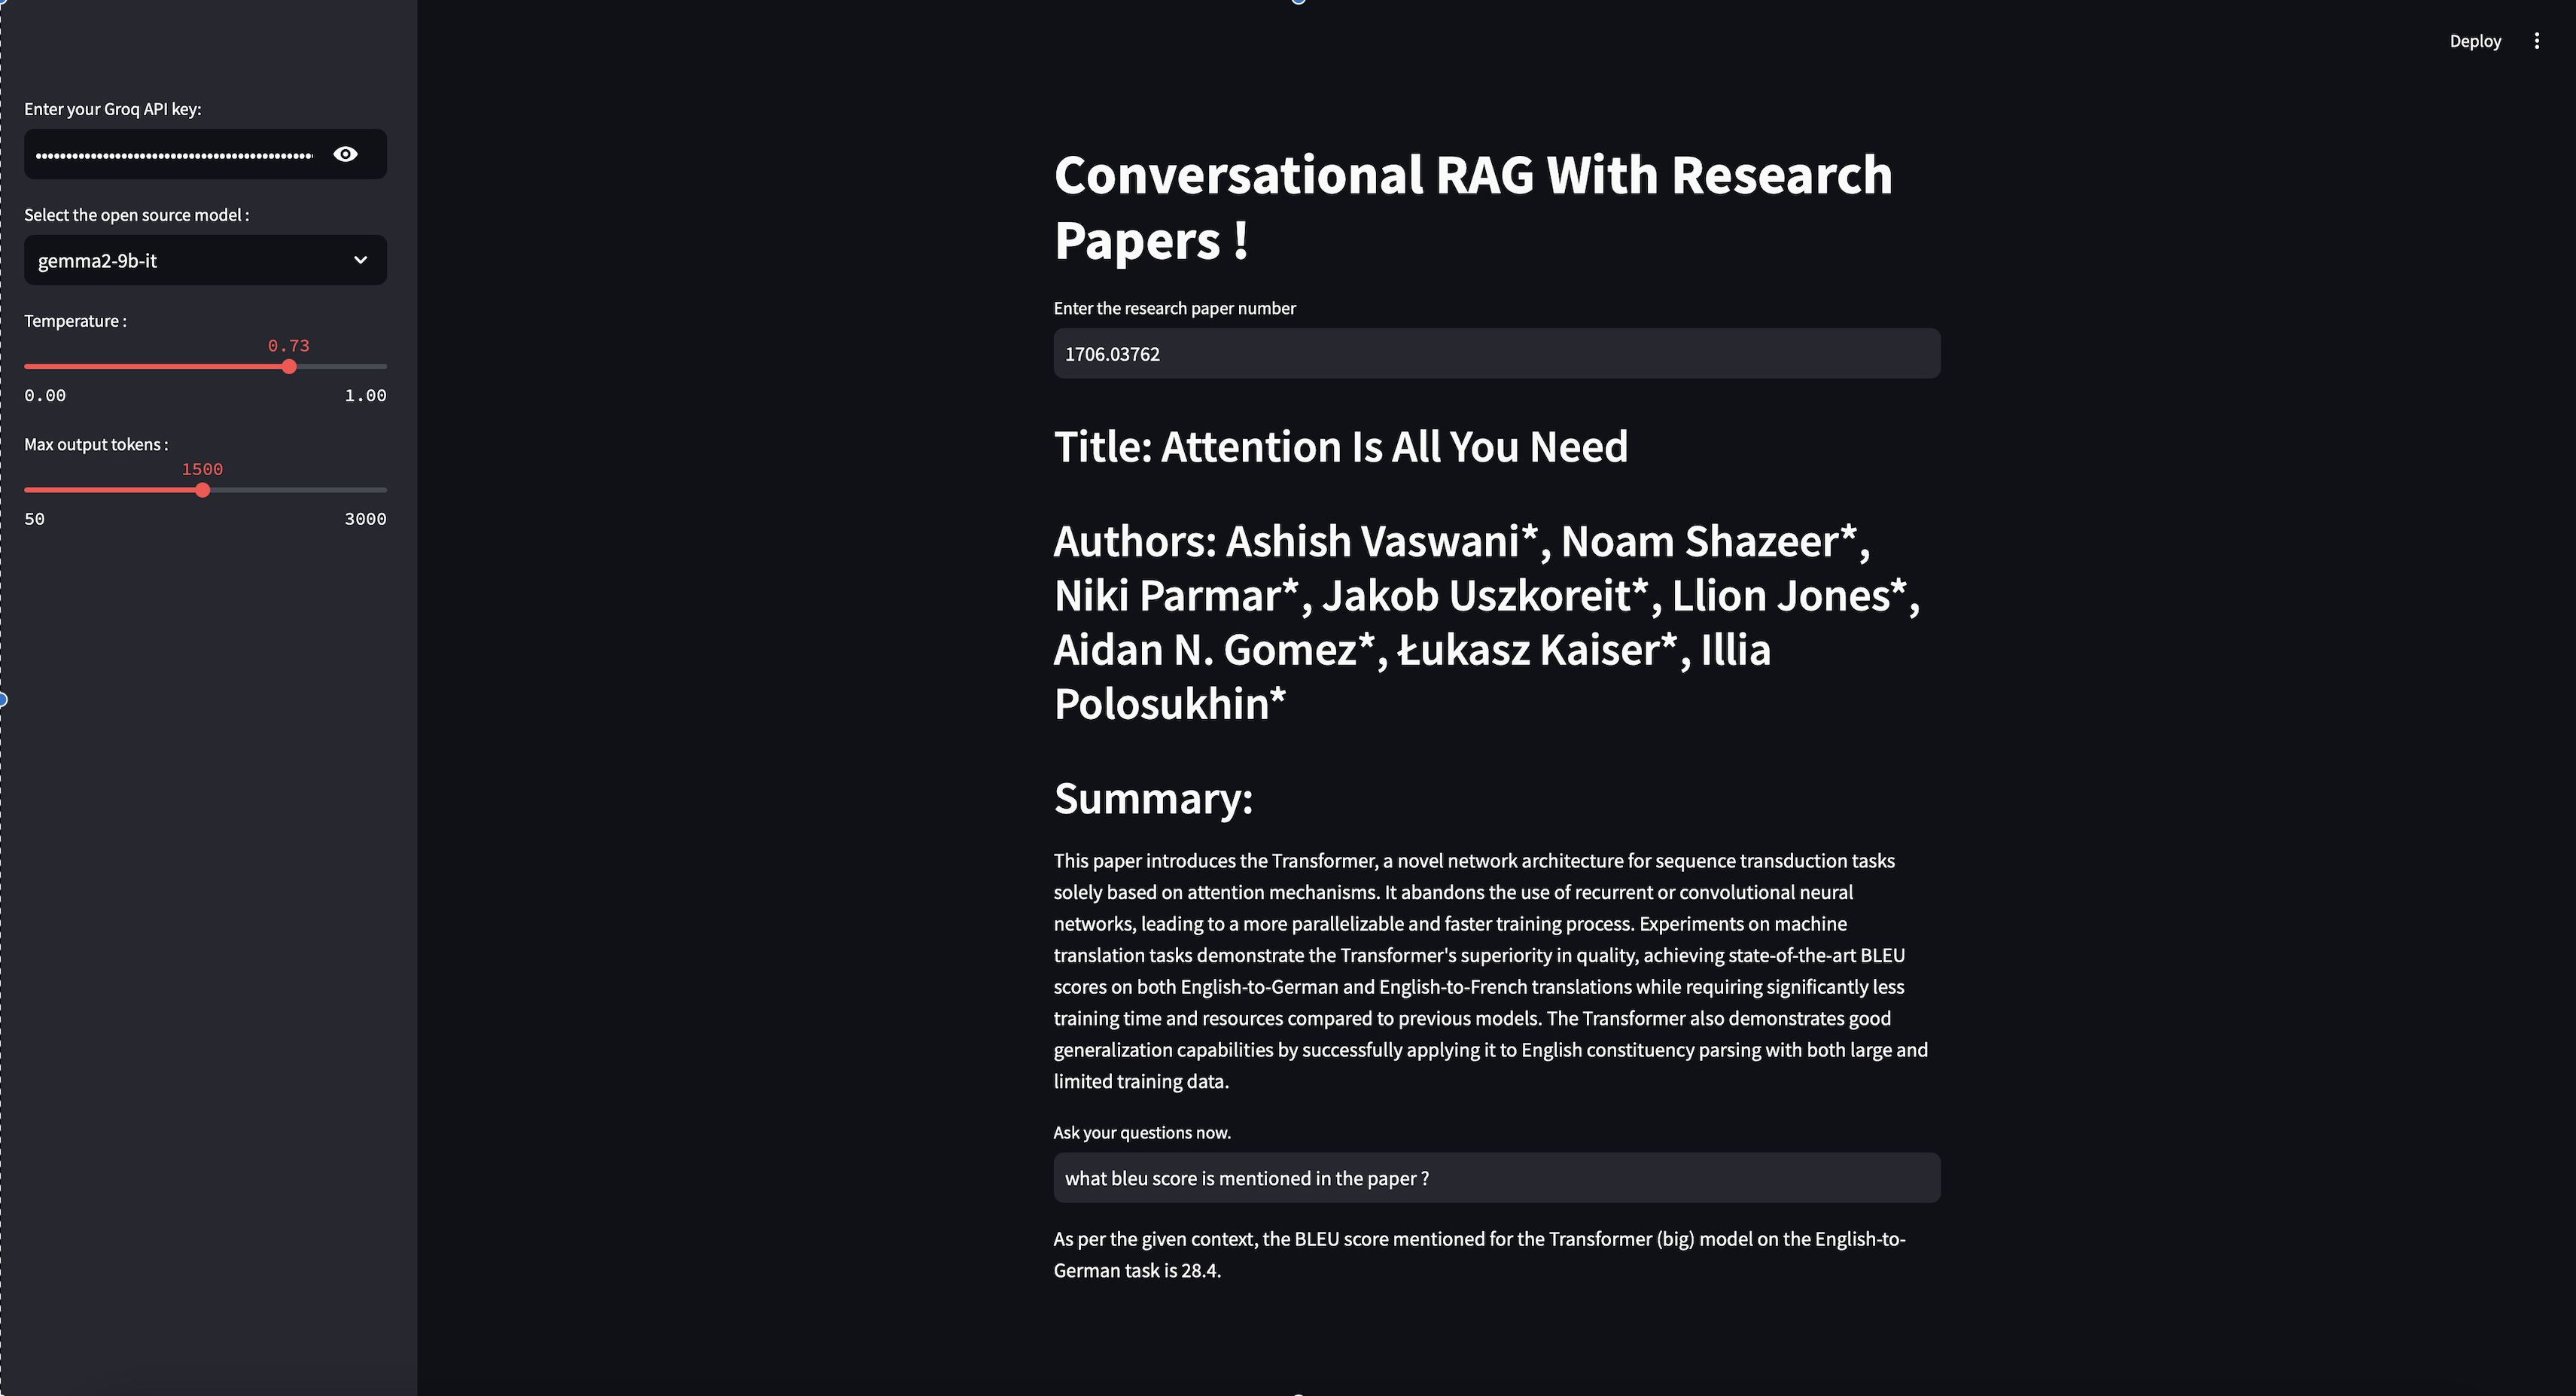 Deploy
Enter your Groq API key:
Select the open source model :
gemma2-9b-it
Temperature :
0.73
0.00 1.00
Max output tokens :
1500
50 3000
Conversational RAG With Research
Papers !
Enter the research paper number
1706.03762
Title: Attention Is All You Need
Authors: Ashish Vaswani*, Noam Shazeer*,
Niki Parmar*, Jakob Uszkoreit*, Llion Jones*,
Aidan N. Gomez*, Łukasz Kaiser*, Illia
Polosukhin*
Summary:
This paper introduces the Transformer, a novel network architecture for sequence transduction tasks
solely based on attention mechanisms. It abandons the use of recurrent or convolutional neural
networks, leading to a more parallelizable and faster training process. Experiments on machine
translation tasks demonstrate the Transformer's superiority in quality, achieving state-of-the-art BLEU
scores on both English-to-German and English-to-French translations while requiring significantly less
training time and resources compared to previous models. The Transformer also demonstrates good
generalization capabilities by successfully applying it to English constituency parsing with both large and
limited training data.
Ask your questions now.
what bleu score is mentioned in the paper ?
As per the given context, the BLEU score mentioned for the Transformer (big) model on the English-to-
German task is 28.4.